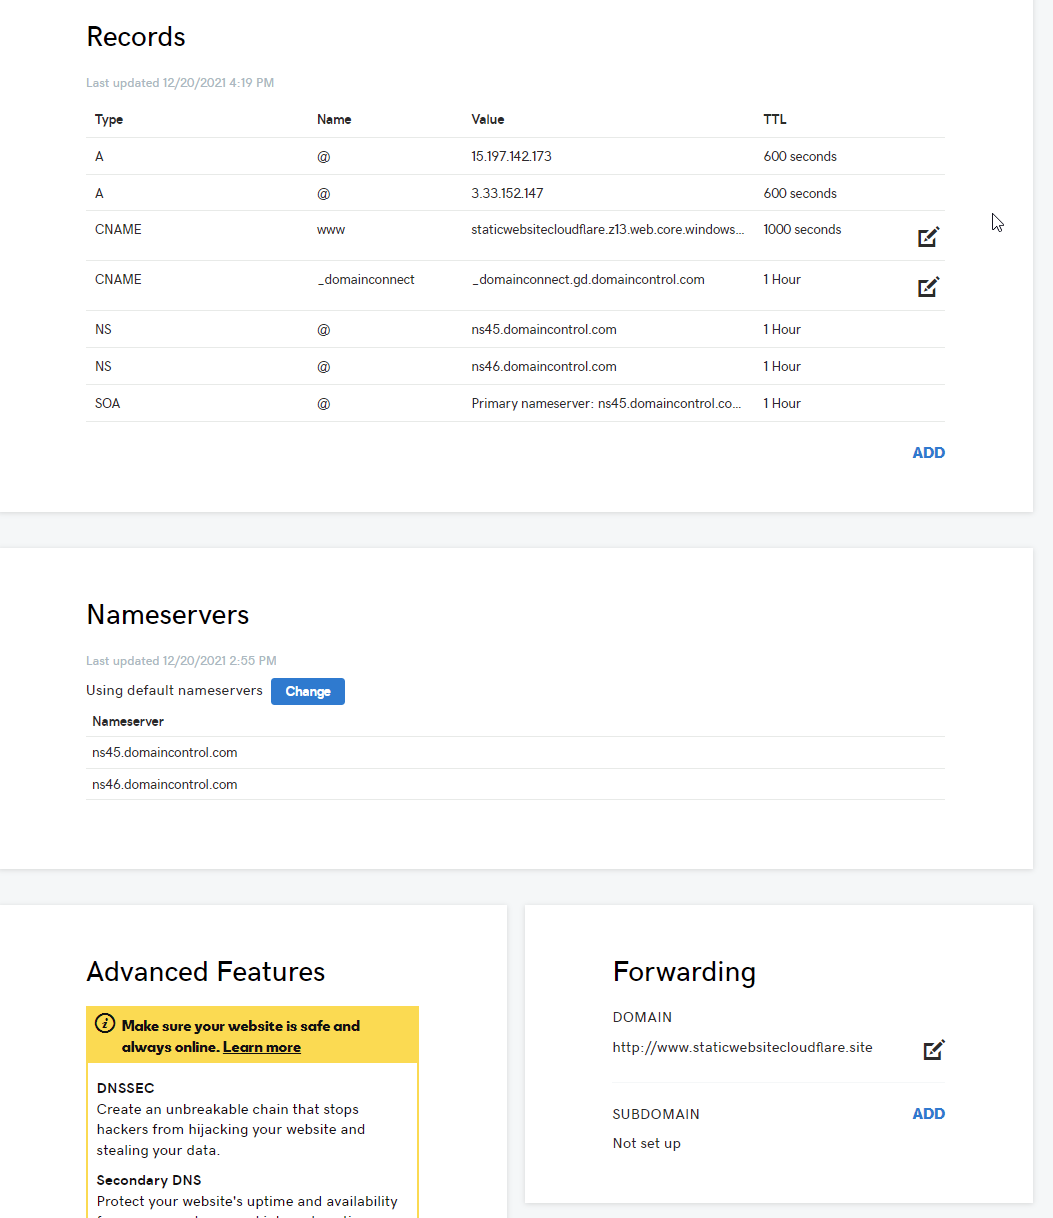 Records
Last updated 12/20/2021 4:19 PM
Type Name Value TTL
A @ 15.197.142.173 600 seconds
A @ 3.33.152.147 600 seconds
CNAME www staticwebsitecloudflare.z13.web.core.windows... 1000 seconds
CNAME _domainconnect _domainconnect.gd.domaincontrol.com 1 Hour
NS @ ns45.domaincontrol.com 1 Hour
NS @ ns46.domaincontrol.com 1 Hour
SOA @ Primary nameserver: ns45.domaincontrol.co... 1 Hour
ADD
Nameservers
Last updated 12/20/2021 2:55 PM
Using default nameservers Change
Nameserver
ns45.domaincontrol.com
ns46.domaincontrol.com
Advanced Features
Make sure your website is safe and
always online. Learn more
DNSSEC
Create an unbreakable chain that stops
hackers from hijacking your website and
stealing your data.
Secondary DNS
Protect your website's uptime and availability
Forwarding
DOMAIN
http://www.staticwebsitecloudflare.site
SUBDOMAIN ADD
Not set up